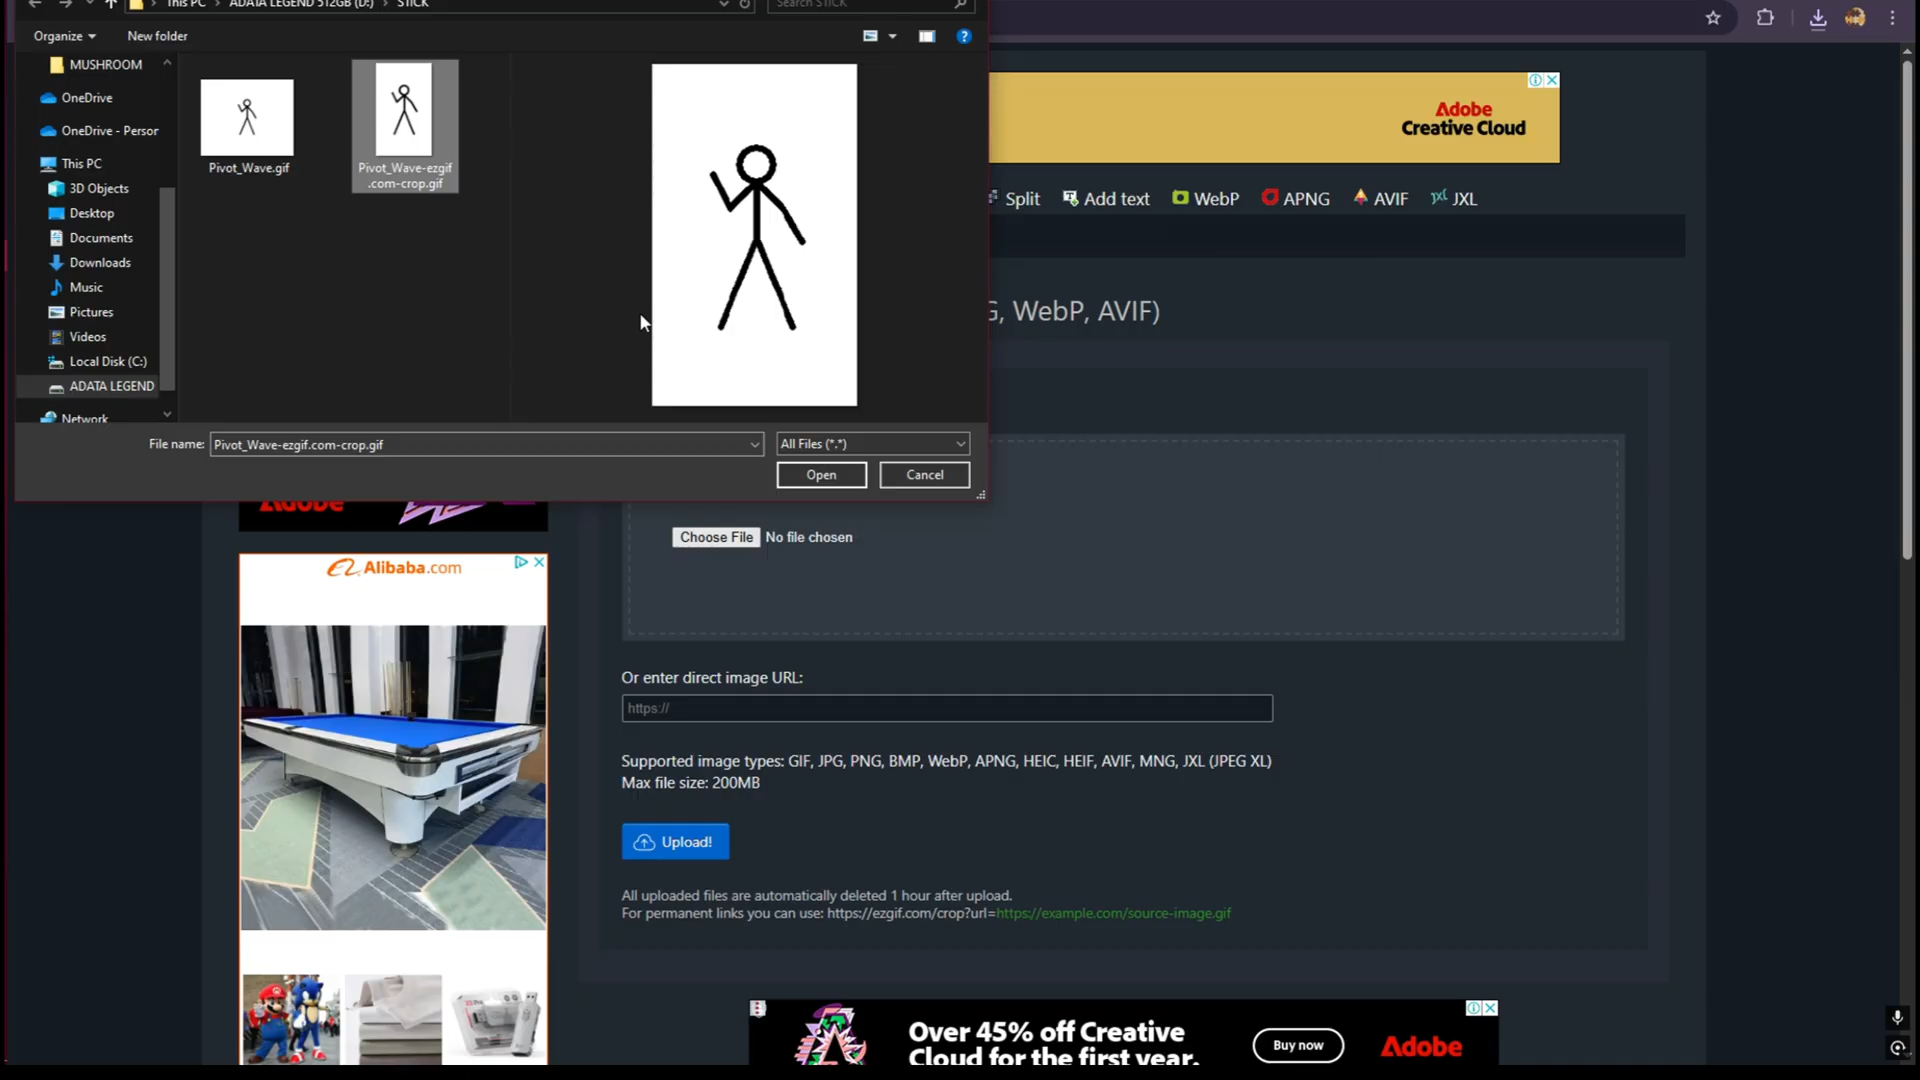 This PC > ADATA LEGEND 512GB (D:) > STICK
Search STICK
Organize
New folder
MUSHROOM
OneDrive
OneDrive - Person
This PC
3D Objects
Desktop
Documents
Downloads
Music
Pictures
Videos
Local Disk (C:)
ADATA LEGEND
Network
Pivot_Wave.gif
Pivot_Wave-ezgif
.com-crop.gif
File name:
Pivot_Wave-ezgif.com-crop.gif
All Files (*.*)
Open
Cancel
Adobe
Creative Cloud
Split
Add text
WebP
APNG
AVIF
JXL
G, WebP, AVIF)
Adobe
Alibaba.com
Choose File
No file chosen
Or enter direct image URL:
https://
Supported image types: GIF, JPG, PNG, BMP, WebP, APNG, HEIC, HEIF, AVIF, MNG, JXL (JPEG XL)
Max file size: 200MB
Upload!
All uploaded files are automatically deleted 1 hour after upload.
For permanent links you can use: https://ezgif.com/crop?url=https://example.com/source-image.gif
Over 45% off Creative
Cloud for the first year.
Buy now
Adobe